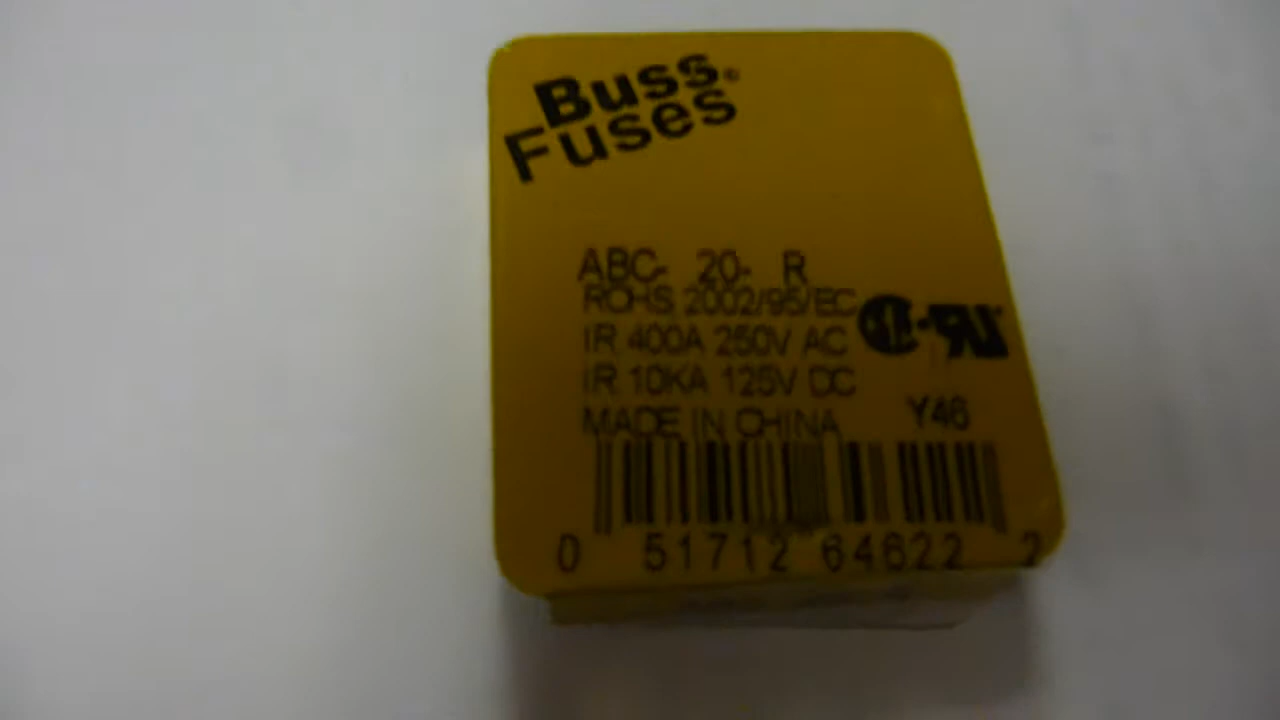 Buss®
Fuses
ABC- 20- R
ROHS 2002/95/EC
IR 400A 250V AC
IR 10KA 125V DC
MADE IN CHINA Y46
0 51712 64622 2